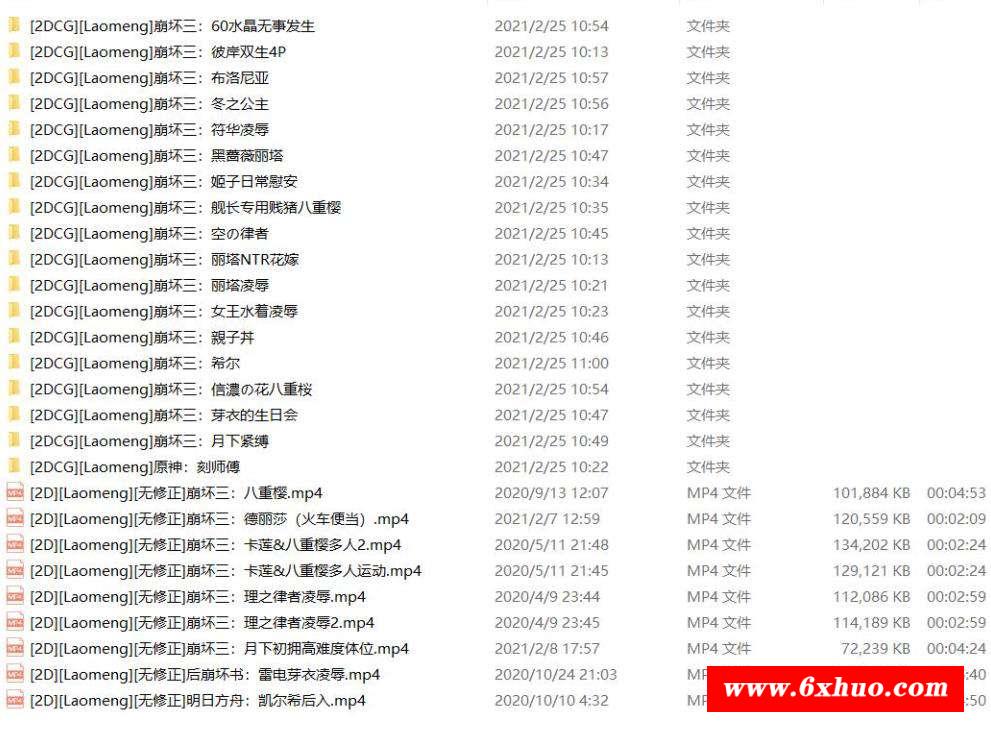 [2DCG][Laomeng]崩坏三：60水晶无事发生 2021/2/25 10:54 文件夹
[2DCG][Laomeng]崩坏三：彼岸双生4P 2021/2/25 10:13 文件夹
[2DCG][Laomeng]崩坏三：布洛尼亚 2021/2/25 10:57 文件夹
[2DCG][Laomeng]崩坏三：冬之公主 2021/2/25 10:56 文件夹
[2DCG][Laomeng]崩坏三：符华凌辱 2021/2/25 10:17 文件夹
[2DCG][Laomeng]崩坏三：黑蔷薇丽塔 2021/2/25 10:47 文件夹
[2DCG][Laomeng]崩坏三：姬子日常慰安 2021/2/25 10:34 文件夹
[2DCG][Laomeng]崩坏三：舰长专用贱猪八重樱 2021/2/25 10:35 文件夹
[2DCG][Laomeng]崩坏三：空の律者 2021/2/25 10:45 文件夹
[2DCG][Laomeng]崩坏三：丽塔NTR花嫁 2021/2/25 10:13 文件夹
[2DCG][Laomeng]崩坏三：丽塔凌辱 2021/2/25 10:21 文件夹
[2DCG][Laomeng]崩坏三：女王水着凌辱 2021/2/25 10:23 文件夹
[2DCG][Laomeng]崩坏三：親子丼 2021/2/25 10:46 文件夹
[2DCG][Laomeng]崩坏三：希尔 2021/2/25 11:00 文件夹
[2DCG][Laomeng]崩坏三：信濃の花八重桜 2021/2/25 10:54 文件夹
[2DCG][Laomeng]崩坏三：芽衣的生日会 2021/2/25 10:47 文件夹
[2DCG][Laomeng]崩坏三：月下紧缚 2021/2/25 10:49 文件夹
[2DCG][Laomeng]原神：刻师傅 2021/2/25 10:22 文件夹
[2D][Laomeng][无修正]崩坏三：八重樱.mp4 2020/9/13 12:07 MP4 文件 101,884 KB 00:04:53
[2D][Laomeng][无修正]崩坏三：德丽莎（火车便当）.mp4 2021/2/7 12:59 MP4 文件 120,559 KB 00:02:09
[2D][Laomeng][无修正]崩坏三：卡莲&八重樱多人2.mp4 2020/5/11 21:48 MP4 文件 134,202 KB 00:02:24
[2D][Laomeng][无修正]崩坏三：卡莲&八重樱多人运动.mp4 2020/5/11 21:45 MP4 文件 129,121 KB 00:02:24
[2D][Laomeng][无修正]崩坏三：理之律者凌辱.mp4 2020/4/9 23:44 MP4 文件 112,086 KB 00:02:59
[2D][Laomeng][无修正]崩坏三：理之律者凌辱2.mp4 2020/4/9 23:45 MP4 文件 114,189 KB 00:02:59
[2D][Laomeng][无修正]崩坏三：月下初拥高难度体位.mp4 2021/2/8 17:57 MP4 文件 72,239 KB 00:04:24
[2D][Laomeng][无修正]后崩坏书：雷电芽衣凌辱.mp4 2020/10/24 21:03 MP :40
www.6xhuo.com
[2D][Laomeng][无修正]明日方舟：凯尔希后入.mp4 2020/10/10 4:32 MP :50